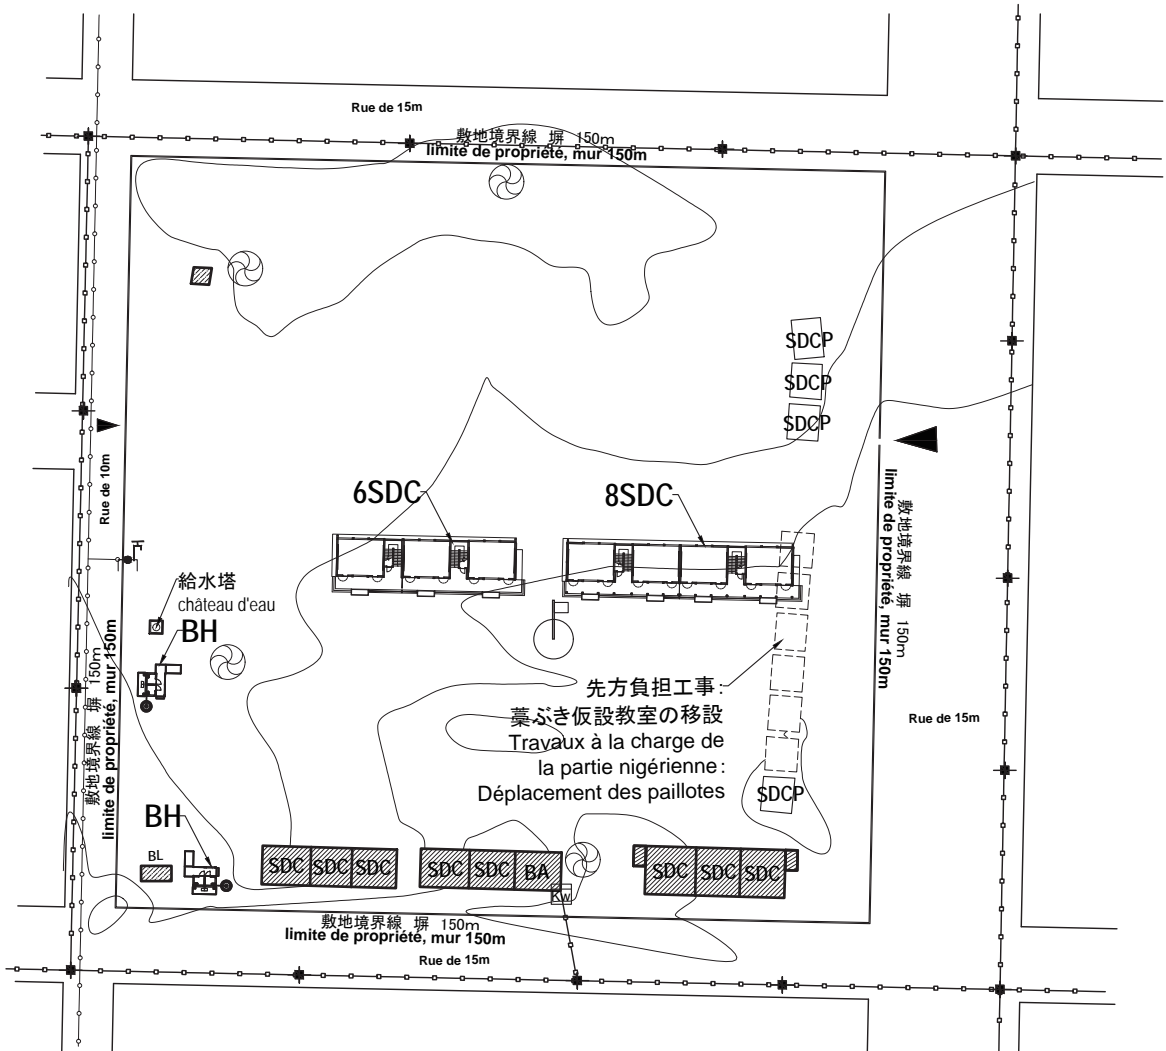 Rue de 15m
敷地境界線 塀 150m
limite de propriété, mur 150m
SDCP
SDCP
SDCP
Rue de 10m
6SDC
8SDC
敷地境界線 塀 150m
limite de propriété, mur 150m
給水塔
château d'eau
BH
B
敷地境界線 塀 150m
limite de propriété, mur 150m
先方負担工事:
藁ぶき仮設教室の移設
Travaux à la charge de
la partie nigérienne:
Déplacement des paillotes
Rue de 15m
SDCP
BH
BL
SDC SDC SDC
SDC SDC BA
SDC SDC SDC
Kw
敷地境界線 塀 150m
limite de propriété, mur 150m
Rue de 15m